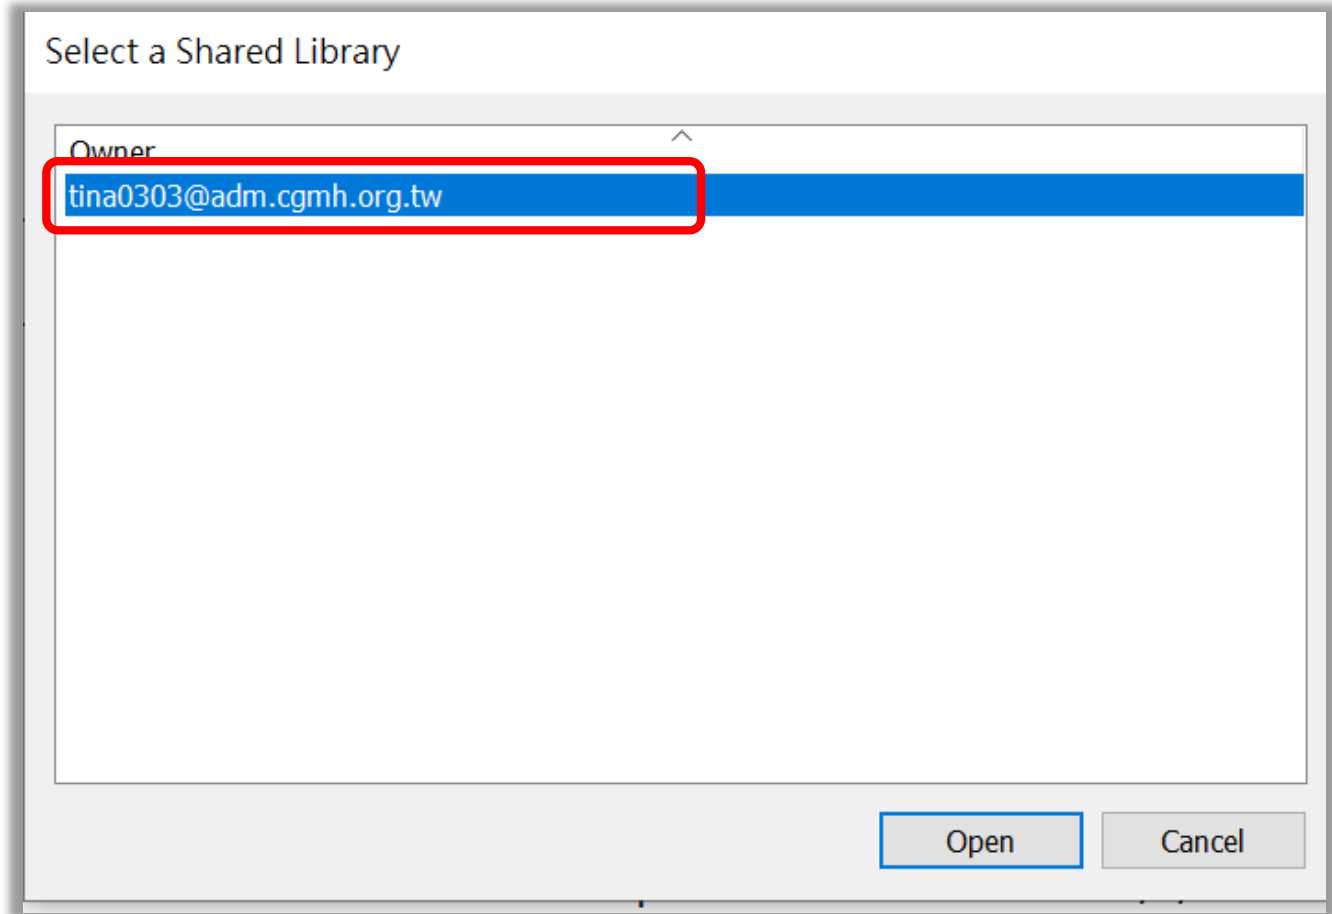 Select a Shared Library
Owner
tina0303@adm.cgmh.org.tw
Open
Cancel